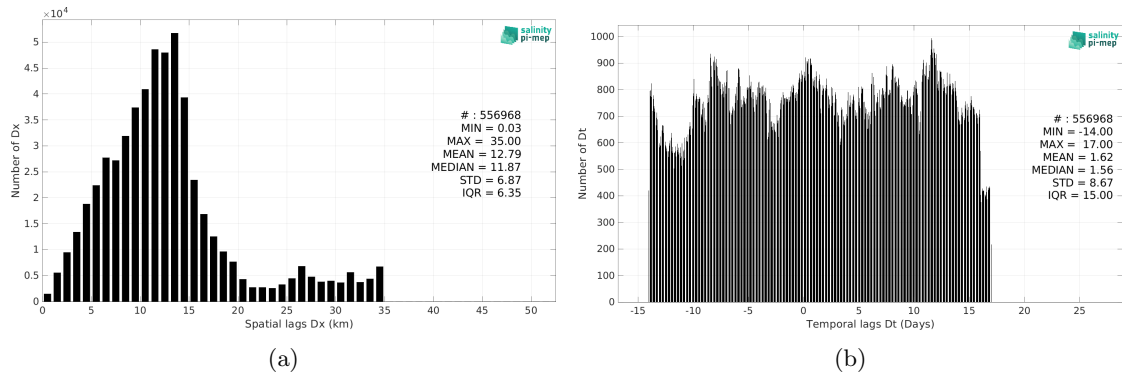 ×10⁴
5
4.5
4
3.5
3
2.5
2
1.5
1
0.5
0
Number of Dx
0 5 10 15 20 25 30 35 40 45 50
Spatial lags Dx (km)
salinity
pi-mep
# : 556968
MIN = 0.03
MAX = 35.00
MEAN = 12.79
MEDIAN = 11.87
STD = 6.87
IQR = 6.35
(a)
1000
900
800
700
600
500
400
300
200
100
0
Number of Dt
-15 -10 -5 0 5 10 15 20 25
Temporal lags Dt (Days)
salinity
pi-mep
# : 556968
MIN = -14.00
MAX = 17.00
MEAN = 1.62
MEDIAN = 1.56
STD = 8.67
IQR = 15.00
(b)